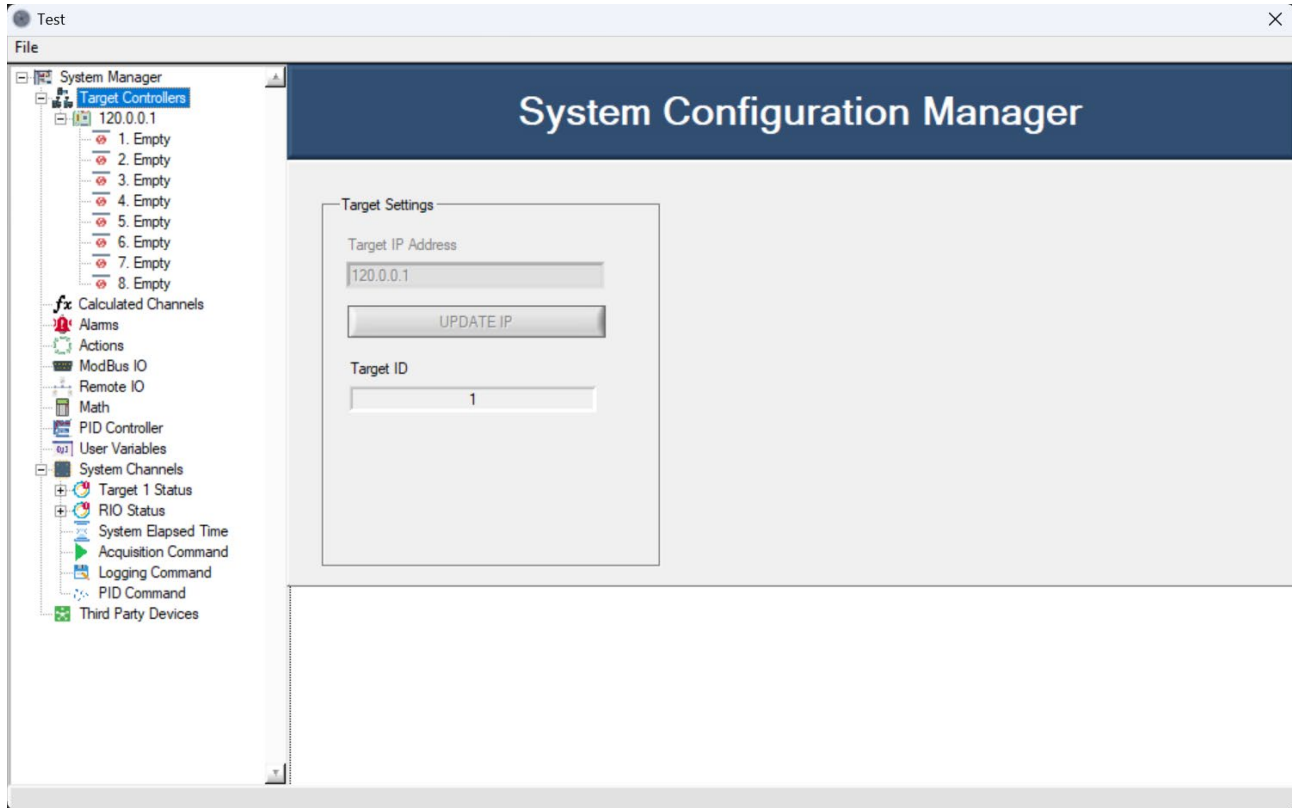 Test
File
System Manager
Target Controllers
120.0.0.1
1. Empty
2. Empty
3. Empty
4. Empty
5. Empty
6. Empty
7. Empty
8. Empty
fx Calculated Channels
Alarms
Actions
ModBus IO
Remote IO
Math
PID Controller
User Variables
System Channels
Target 1 Status
RIO Status
System Elapsed Time
Acquisition Command
Logging Command
PID Command
Third Party Devices
System Configuration Manager
Target Settings
Target IP Address
120.0.0.1
UPDATE IP
Target ID
1